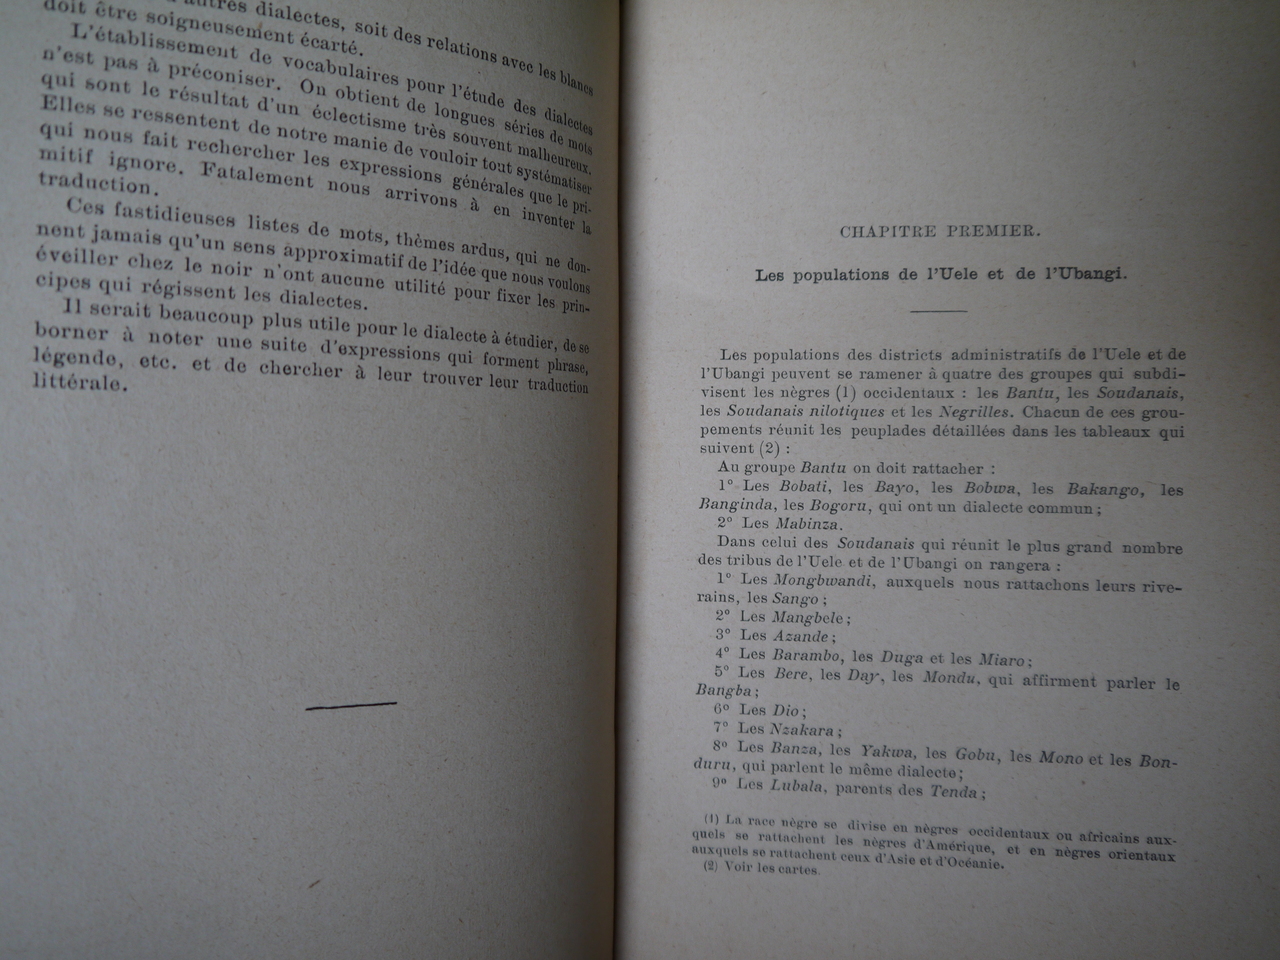 autres dialectes, soit des relations avec les blancs
doit être soigneusement écarté.
L'établissement de vocabulaires pour l'étude des dialectes
n'est pas à préconiser. On obtient de longues séries de mots
qui sont le résultat d'un éclectisme très souvent malheureux.
Elles se ressentent de notre manie de vouloir tout systématiser
qui nous fait rechercher les expressions générales que le pri-
mitif ignore. Fatalement nous arrivons à en inventer la
traduction.
Ces fastidieuses listes de mots, thèmes ardus, qui ne don-
nent jamais qu'un sens approximatif de l'idée que nous voulons
éveiller chez le noir n'ont aucune utilité pour fixer les prin-
cipes qui régissent les dialectes.
Il serait beaucoup plus utile pour le dialecte à étudier, de se
borner à noter une suite d'expressions qui forment phrase,
légende, etc. et de chercher à leur trouver leur traduction
littérale.
CHAPITRE PREMIER.
Les populations de l'Uele et de l'Ubangi.
Les populations des districts administratifs de l'Uele et de
l'Ubangi peuvent se ramener à quatre des groupes qui subdi-
visent les nègres (1) occidentaux : les Bantu, les Soudanais,
les Soudanais nilotiques et les Negrilles. Chacun de ces grou-
pements réunit les peuplades détaillées dans les tableaux qui
suivent (2) :
Au groupe Bantu on doit rattacher :
1° Les Bobati, les Bayo, les Bobwa, les Bakango, les
Banginda, les Bogoru, qui ont un dialecte commun ;
2° Les Mabinza.
Dans celui des Soudanais qui réunit le plus grand nombre
des tribus de l'Uele et de l'Ubangi on rangera :
1° Les Mongbwandi, auxquels nous rattachons leurs rive-
rains, les Sango ;
2° Les Mangbele ;
3° Les Azande ;
4° Les Barambo, les Duga et les Miaro ;
5° Les Bere, les Day, les Mondu, qui affirment parler le
Bangba ;
6° Les Dio ;
7° Les Nzakara ;
8° Les Banza, les Yakwa, les Gobu, les Mono et les Bon-
duru, qui parlent le même dialecte ;
9° Les Lubala, parents des Tenda ;
(1) La race nègre se divise en nègres occidentaux ou africains aux-
quels se rattachent les nègres d'Amérique, et en nègres orientaux
auxquels se rattachent ceux d'Asie et d'Océanie.
(2) Voir les cartes.